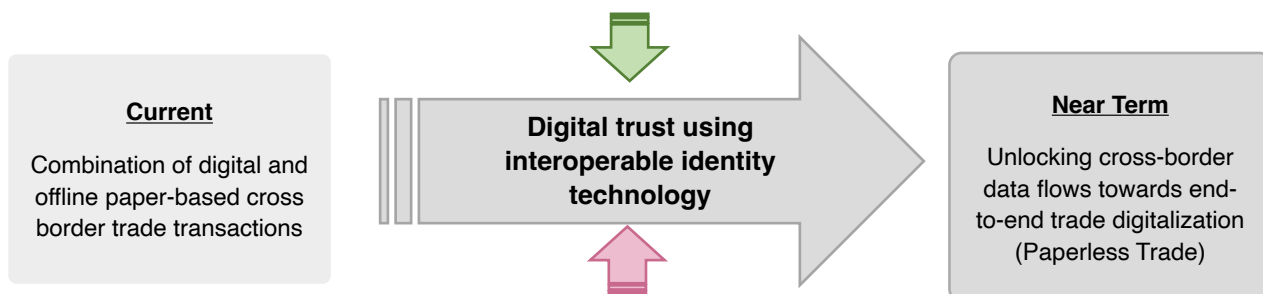 Current
Combination of digital and
offline paper-based cross
border trade transactions
Digital trust using
interoperable identity
technology
Near Term
Unlocking cross-border
data flows towards end-
to-end trade digitalization
(Paperless Trade)